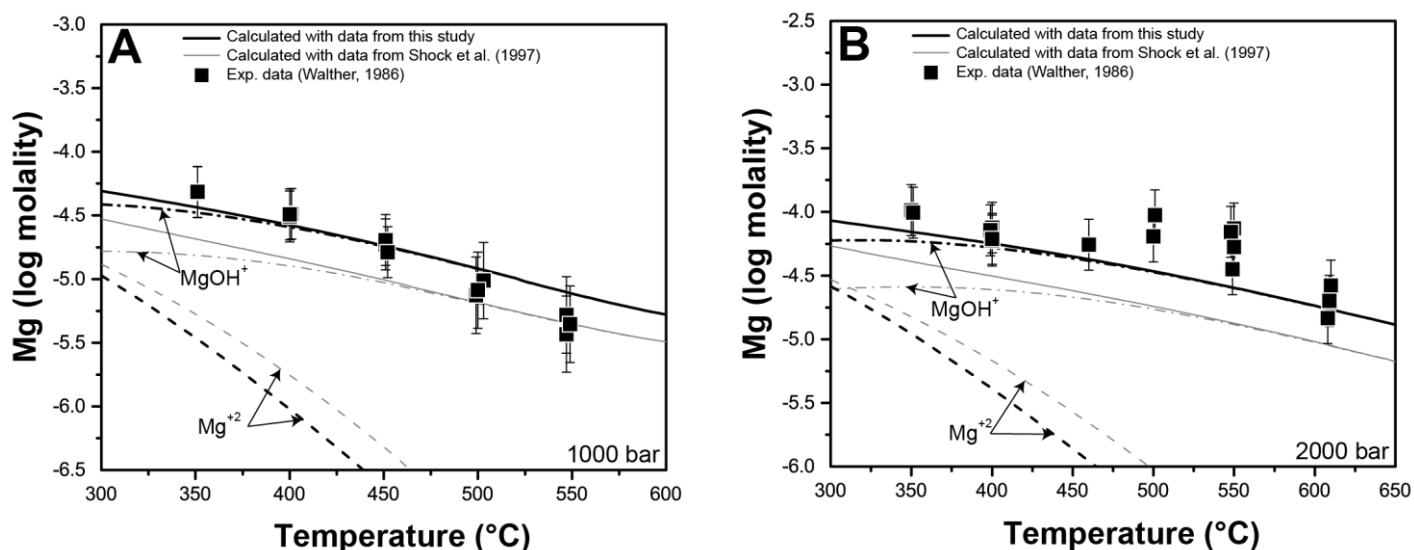 A
Calculated with data from this study
Calculated with data from Shock et al. (1997)
Exp. data (Walther, 1986)
Mg (log molality)
-3.0
-3.5
-4.0
-4.5
-5.0
-5.5
-6.0
-6.5
MgOH+
Mg+2
1000 bar
300 350 400 450 500 550 600
Temperature (°C)
B
Calculated with data from this study
Calculated with data from Shock et al. (1997)
Exp. data (Walther, 1986)
Mg (log molality)
-2.5
-3.0
-3.5
-4.0
-4.5
-5.0
-5.5
-6.0
MgOH+
Mg+2
2000 bar
300 350 400 450 500 550 600 650
Temperature (°C)